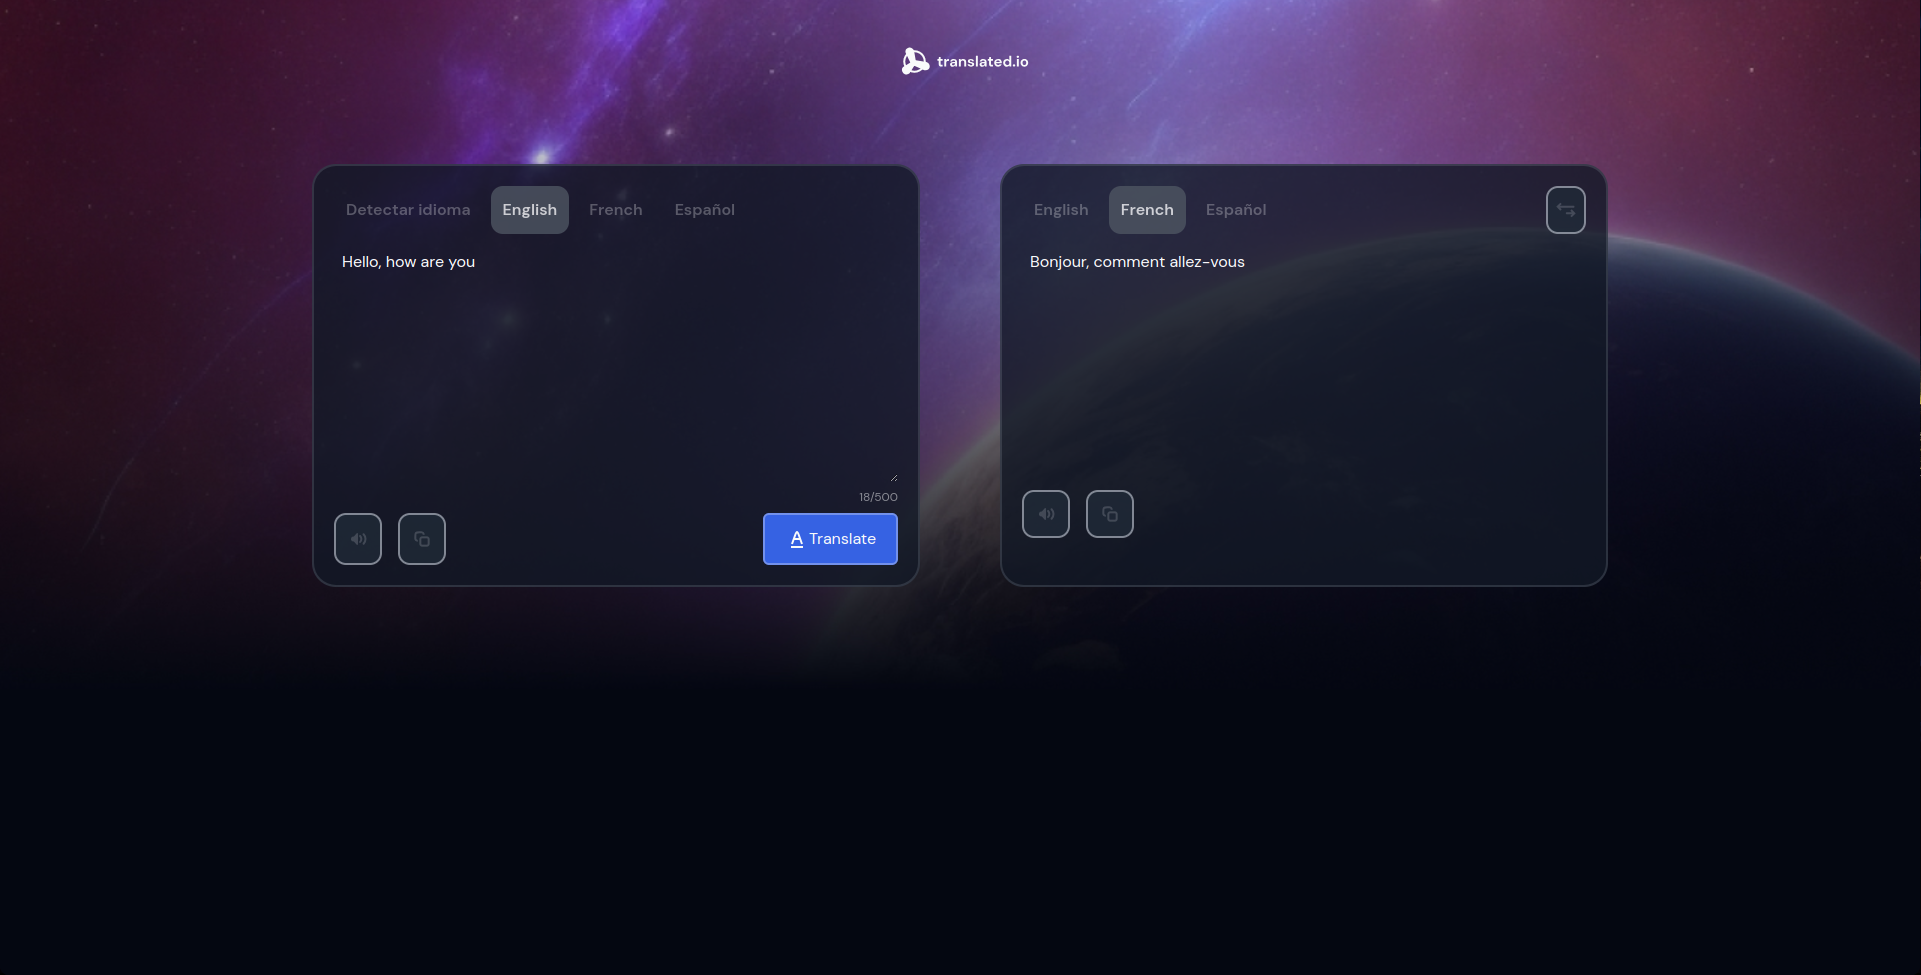 translated.io
Detectar idioma English French Español
Hello, how are you
18/500
A Translate
English French Español
Bonjour, comment allez-vous